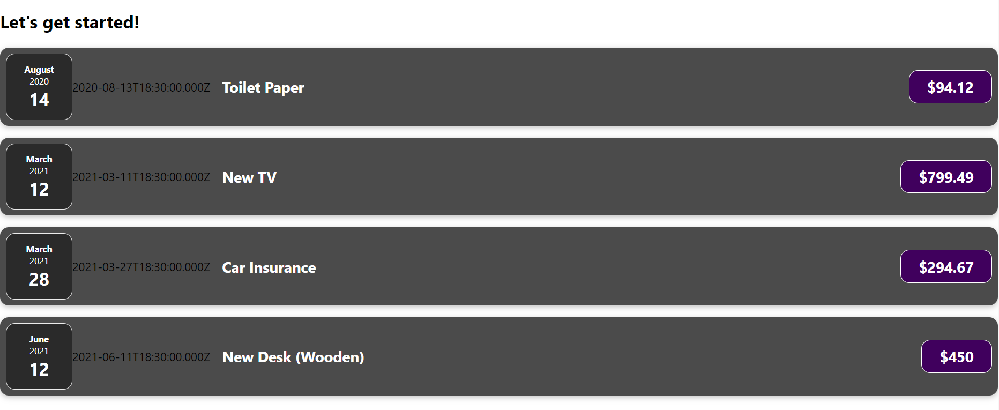 Let's get started!
August
2020
14
2020-08-13T18:30:00.000Z
Toilet Paper
$94.12
March
2021
12
2021-03-11T18:30:00.000Z
New TV
$799.49
March
2021
28
2021-03-27T18:30:00.000Z
Car Insurance
$294.67
June
2021
12
2021-06-11T18:30:00.000Z
New Desk (Wooden)
$450